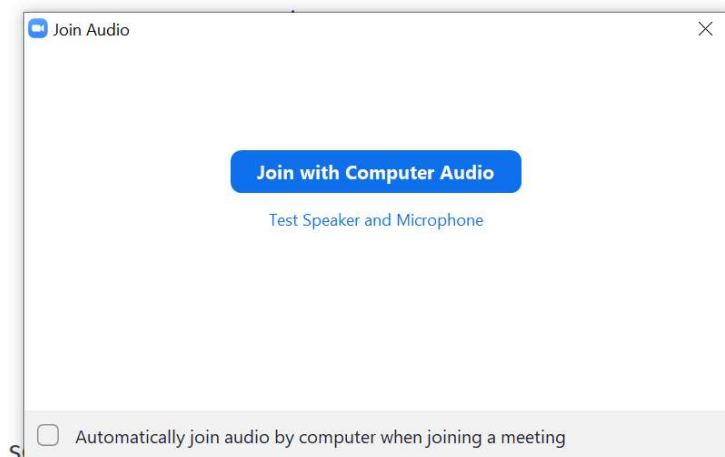 Join Audio
Join with Computer Audio
Test Speaker and Microphone
Automatically join audio by computer when joining a meeting